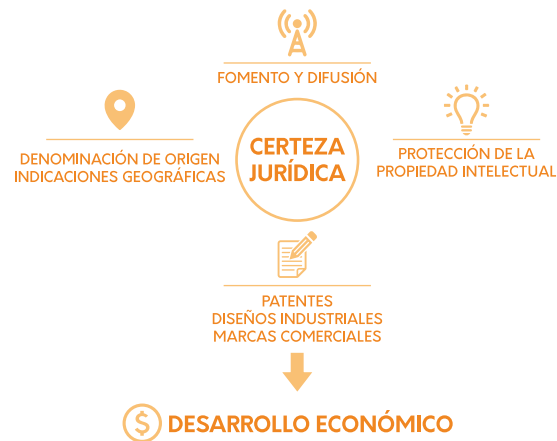 FOMENTO Y DIFUSIÓN
DENOMINACIÓN DE ORIGEN
INDICACIONES GEOGRÁFICAS
CERTEZA
JURÍDICA
PROTECCIÓN DE LA
PROPIEDAD INTELECTUAL
PATENTES
DISEÑOS INDUSTRIALES
MARCAS COMERCIALES
$ DESARROLLO ECONÓMICO